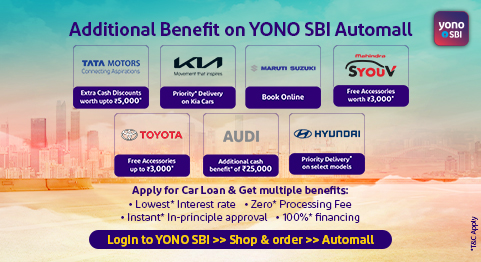 yono
SBI
Additional Benefit on YONO SBI Automall
TATA MOTORS
Connecting Aspirations
Extra Cash Discounts
worth upto ₹5,000*
KIA
Movement that inspires
Priority* Delivery
on Kia Cars
MARUTI SUZUKI
Book Online
Mahindra
SYOUV
Free Accessories
worth ₹3,000*
TOYOTA
Free Accessories
up to ₹3,000*
AUDI
Additional cash
benefit* of ₹25,000
HYUNDAI
Priority Delivery*
on select models
Apply for Car Loan & Get multiple benefits:
• Lowest* Interest rate • Zero* Processing Fee
• Instant* In-principle approval • 100%* financing
Login to YONO SBI >> Shop & order >> Automall
*T&C Apply